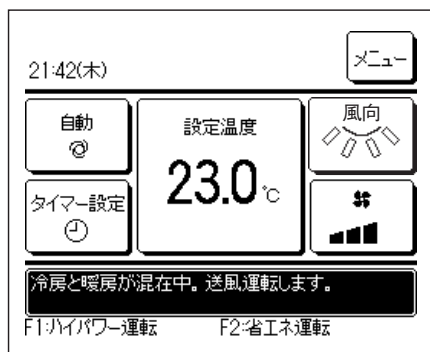 21:42(木)
メニュー
自動
設定温度
23.0℃
風向
タイマー設定
冷房と暖房が混在中。送風運転します。
F1:ハイパワー運転 F2:省エネ運転